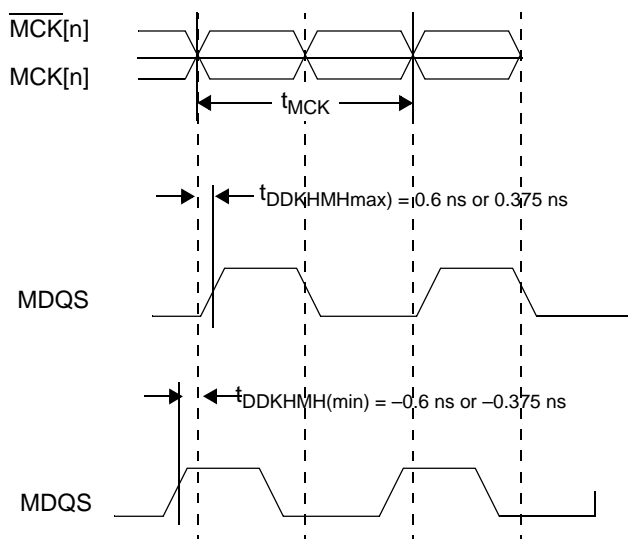 MCK[n]
MCK[n]
tMCK
tDDKHMHmax) = 0.6 ns or 0.375 ns
MDQS
tDDKHMH(min) = –0.6 ns or –0.375 ns
MDQS